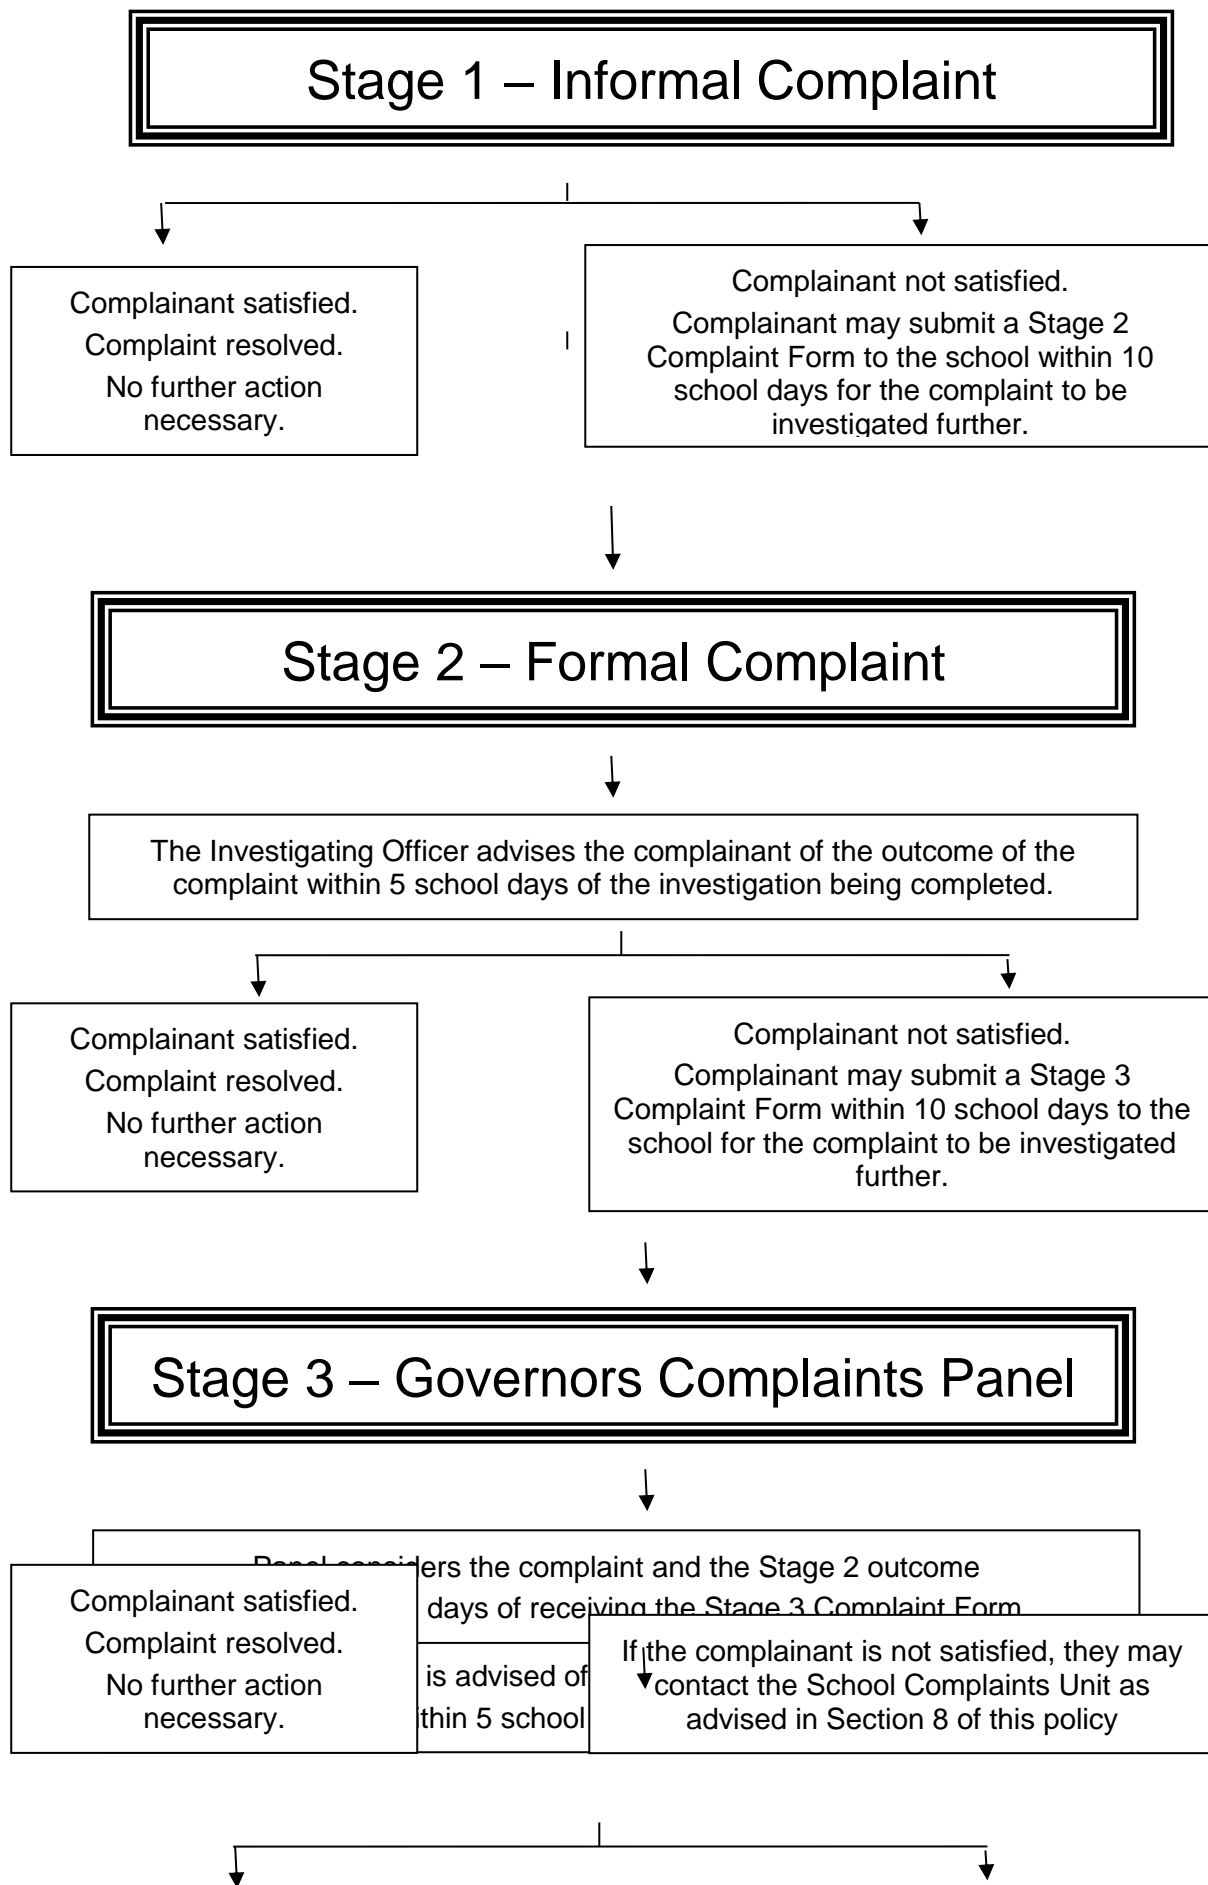 Stage 1 – Informal Complaint
Complainant satisfied.
Complaint resolved.
No further action
necessary.
Complainant not satisfied.
Complainant may submit a Stage 2
Complaint Form to the school within 10
school days for the complaint to be
investigated further.
Stage 2 – Formal Complaint
The Investigating Officer advises the complainant of the outcome of the
complaint within 5 school days of the investigation being completed.
Complainant satisfied.
Complaint resolved.
No further action
necessary.
Complainant not satisfied.
Complainant may submit a Stage 3
Complaint Form within 10 school days to the
school for the complaint to be investigated
further.
Stage 3 – Governors Complaints Panel
Panel considers the complaint and the Stage 2 outcome
days of receiving the Stage 3 Complaint Form
is advised of
5 school
Complainant satisfied.
Complaint resolved.
No further action
necessary.
If the complainant is not satisfied, they may
contact the School Complaints Unit as
advised in Section 8 of this policy